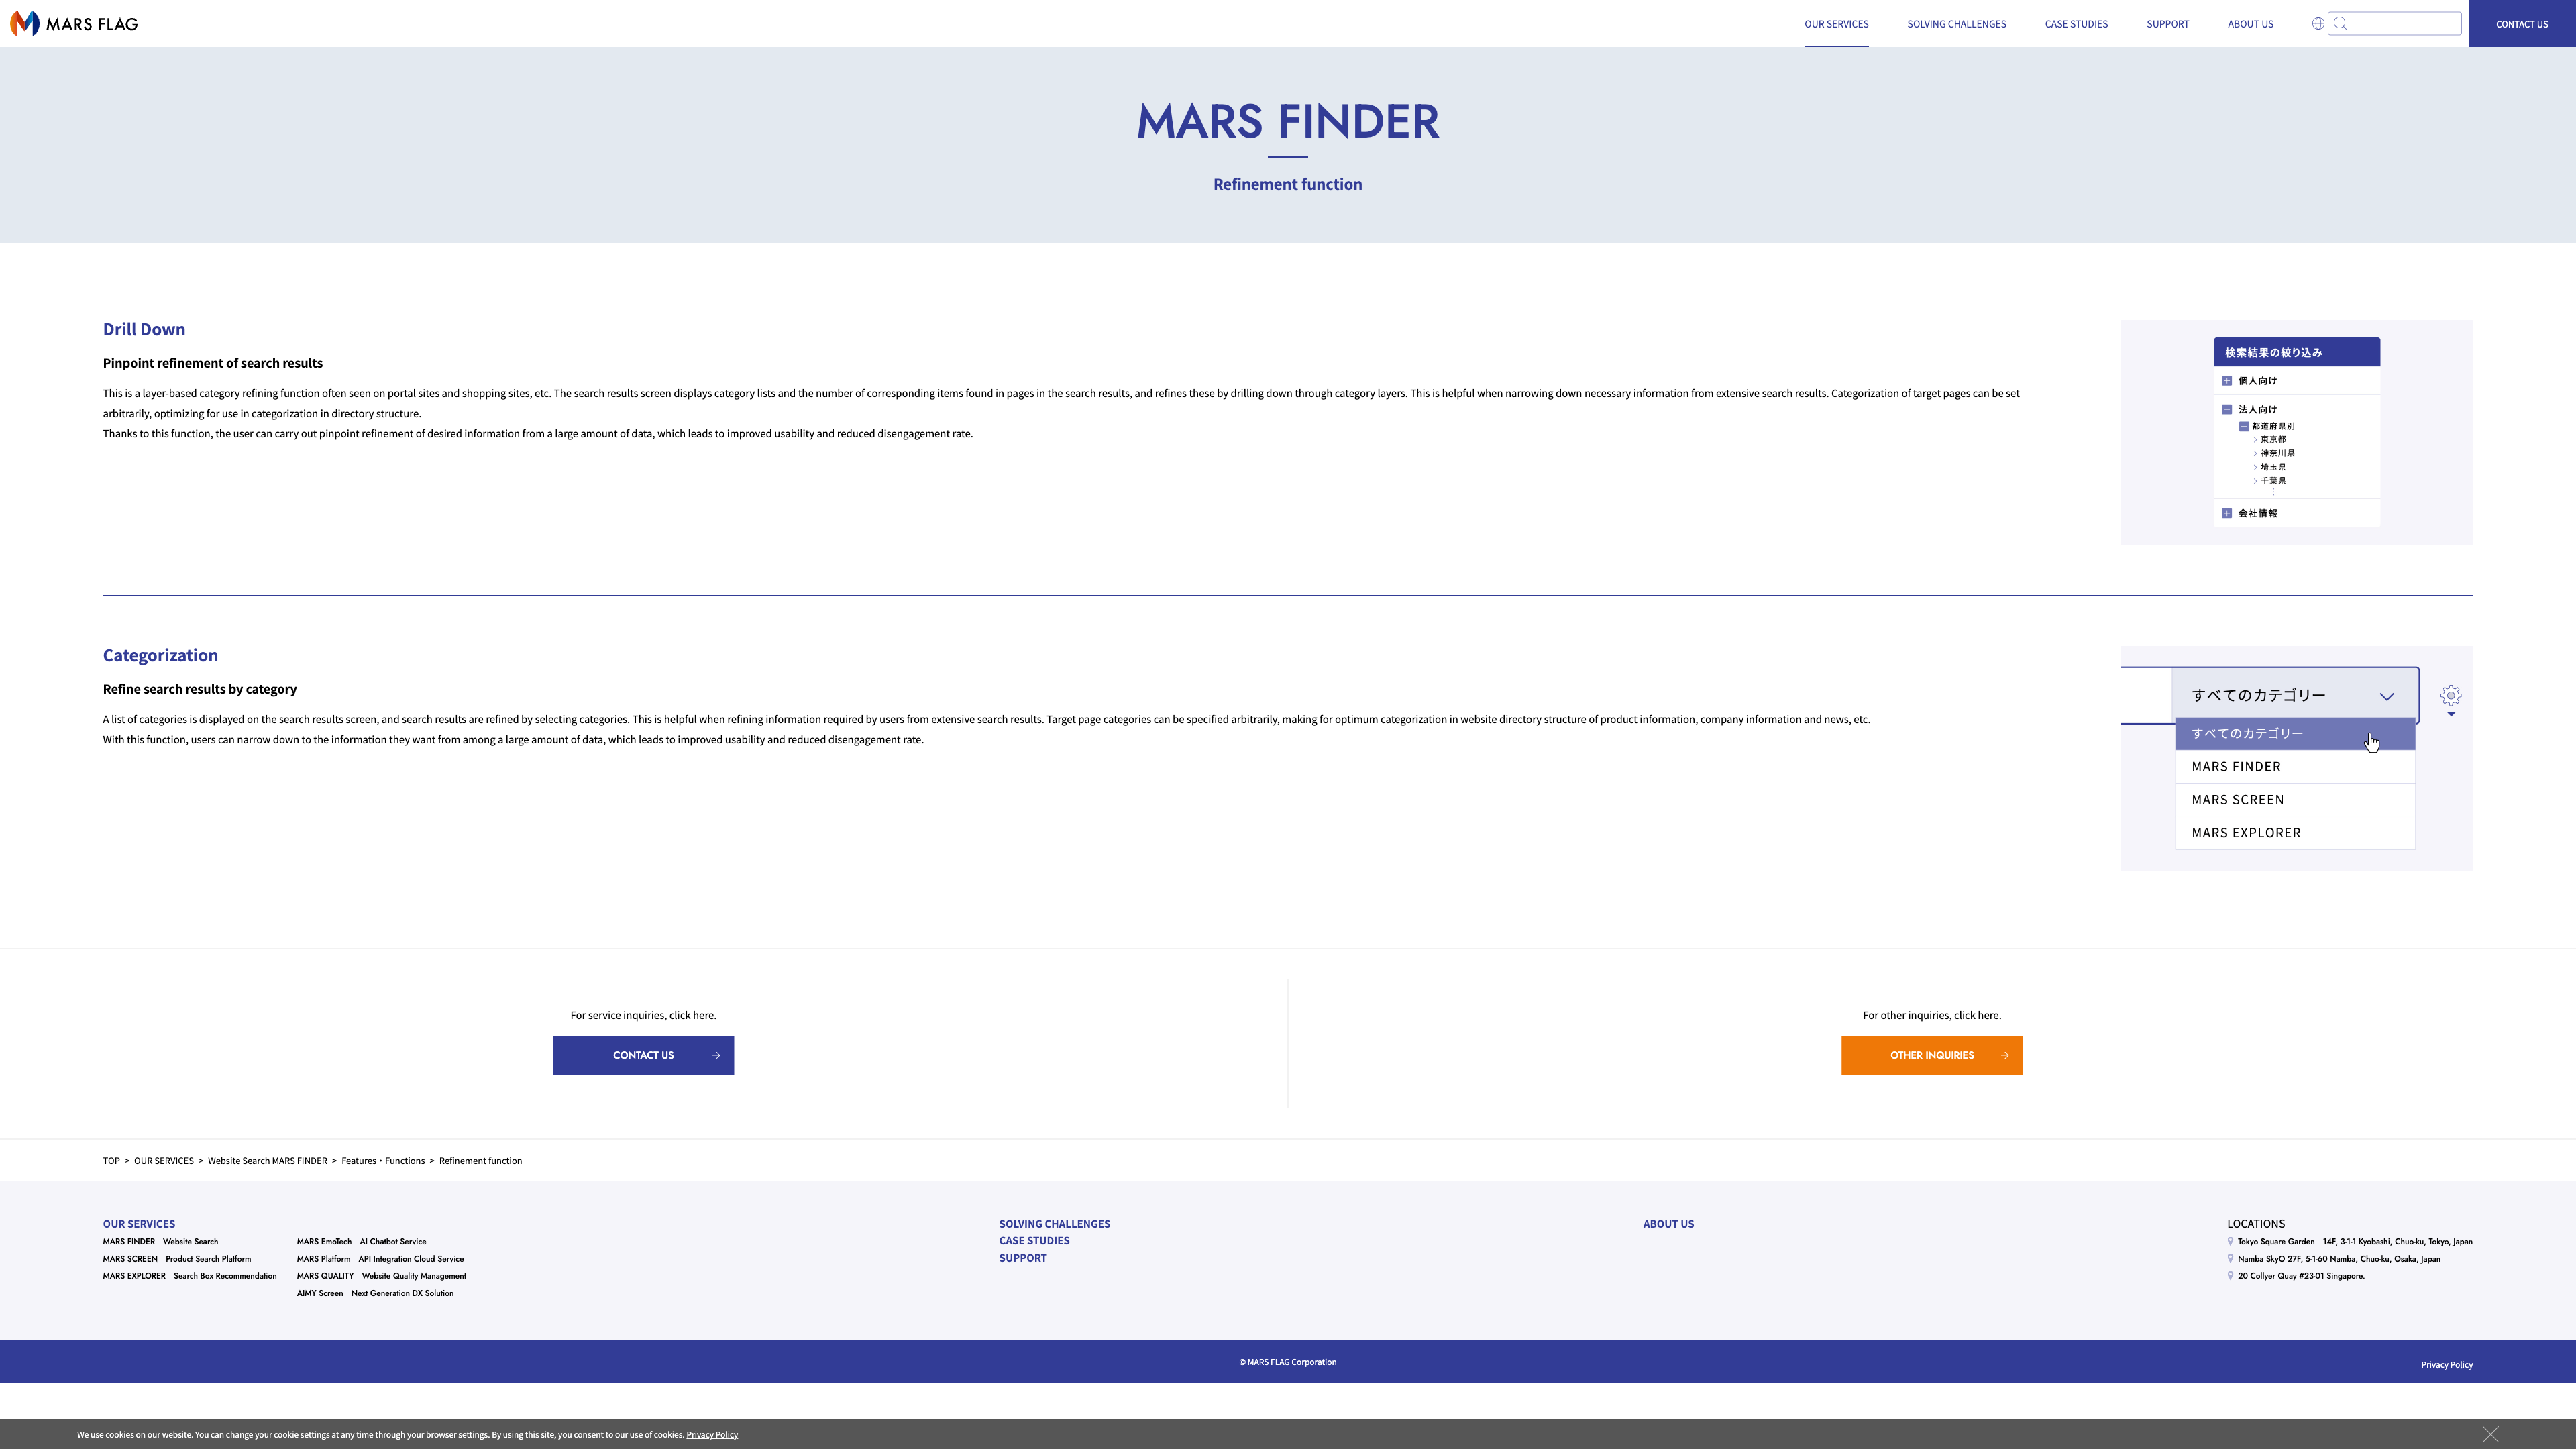 MARS FLAG
OUR SERVICES
SOLVING CHALLENGES
CASE STUDIES
SUPPORT
ABOUT US
CONTACT US
MARS FINDER
Refinement function
Drill Down
Pinpoint refinement of search results
This is a layer-based category refining function often seen on portal sites and shopping sites, etc. The search results screen displays category lists and the number of corresponding items found in pages in the search results, and refines these by drilling down through category layers. This is helpful when narrowing down necessary information from extensive search results. Categorization of target pages can be set
arbitrarily, optimizing for use in categorization in directory structure.
Thanks to this function, the user can carry out pinpoint refinement of desired information from a large amount of data, which leads to improved usability and reduced disengagement rate.
検索結果の絞り込み
個人向け
法人向け
都道府県別
東京都
神奈川県
埼玉県
千葉県
会社情報
Categorization
Refine search results by category
A list of categories is displayed on the search results screen, and search results are refined by selecting categories. This is helpful when refining information required by users from extensive search results. Target page categories can be specified arbitrarily, making for optimum categorization in website directory structure of product information, company information and news, etc.
With this function, users can narrow down to the information they want from among a large amount of data, which leads to improved usability and reduced disengagement rate.
すべてのカテゴリー
すべてのカテゴリー
MARS FINDER
MARS SCREEN
MARS EXPLORER
For service inquiries, click here.
CONTACT US
For other inquiries, click here.
OTHER INQUIRIES
TOP > OUR SERVICES > Website Search MARS FINDER > Features・Functions > Refinement function
OUR SERVICES
MARS FINDER Website Search
MARS SCREEN Product Search Platform
MARS EXPLORER Search Box Recommendation
MARS EmoTech AI Chatbot Service
MARS Platform API Integration Cloud Service
MARS QUALITY Website Quality Management
AIMY Screen Next Generation DX Solution
SOLVING CHALLENGES
CASE STUDIES
SUPPORT
ABOUT US
LOCATIONS
Tokyo Square Garden 14F, 3-1-1 Kyobashi, Chuo-ku, Tokyo, Japan
Namba SkyO 27F, 5-1-60 Namba, Chuo-ku, Osaka, Japan
20 Collyer Quay #23-01 Singapore.
© MARS FLAG Corporation
Privacy Policy
We use cookies on our website. You can change your cookie settings at any time through your browser settings. By using this site, you consent to our use of cookies. Privacy Policy